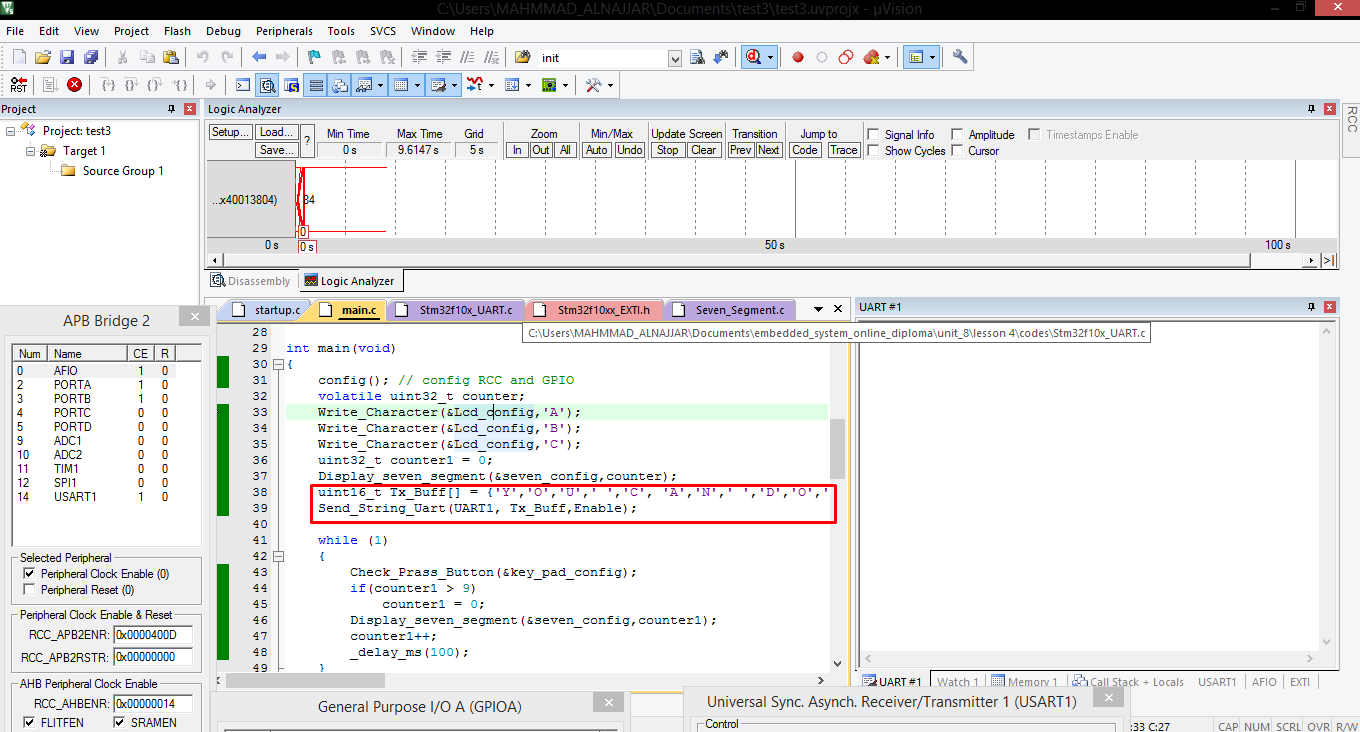 C:\Users\MAHMMAD_ALNAJJAR\Documents\test3\test3.uvprojx - µVision
File Edit View Project Flash Debug Peripherals Tools SVCS Window Help
init
RST
Project
Project: test3
Target 1
Source Group 1
Logic Analyzer
Setup... Load... ? Min Time Max Time Grid Zoom Min/Max Update Screen Transition Jump to Signal Info Amplitude Timestamps Enable
Save... 0 s 9.6147 s 5 s In Out All Auto Undo Stop Clear Prev Next Code Trace Show Cycles Cursor
RCC
...x40013804)
84
0
0 s 0 s 50 s 100 s
Disassembly Logic Analyzer
startup.c main.c Stm32f10x_UART.c Stm32f10xx_EXTI.h Seven_Segment.c
C:\Users\MAHMMAD_ALNAJJAR\Documents\embedded_system_online_diploma\unit_8\lesson 4\codes\Stm32f10x_UART.c
28
29 int main(void)
30 {
31 config(); // config RCC and GPIO
32 volatile uint32_t counter;
33 Write_Character(&Lcd_config,'A');
34 Write_Character(&Lcd_config,'B');
35 Write_Character(&Lcd_config,'C');
36 uint32_t counter1 = 0;
37 Display_seven_segment(&seven_config,counter);
38 uint16_t Tx_Buff[] = {'Y','O','U',' ','C', 'A','N',' ','D','O','
39 Send_String_Uart(UART1, Tx_Buff,Enable);
40
41 while (1)
42 {
43 Check_Prass_Button(&key_pad_config);
44 if(counter1 > 9)
45 counter1 = 0;
46 Display_seven_segment(&seven_config,counter1);
47 counter1++;
48 _delay_ms(100);
49 }
UART #1
UART #1 Watch 1 Memory 1 Call Stack + Locals USART1 AFIO EXTI
APB Bridge 2
Num Name CE R
0 AFIO 1 0
2 PORTA 1 0
3 PORTB 1 0
4 PORTC 0 0
5 PORTD 0 0
9 ADC1 0 0
10 ADC2 0 0
11 TIM1 0 0
12 SPI1 0 0
14 USART1 1 0
Selected Peripheral
Peripheral Clock Enable (0)
Peripheral Reset (0)
Peripheral Clock Enable & Reset
RCC_APB2ENR: 0x0000400D
RCC_APB2RSTR: 0x00000000
AHB Peripheral Clock Enable
RCC_AHBENR: 0x00000014
FLITFEN SRAMEN
General Purpose I/O A (GPIOA)
Universal Sync. Asynch. Receiver/Transmitter 1 (USART1)
Control
:33 C:27 CAP NUM SCRL OVR R/W